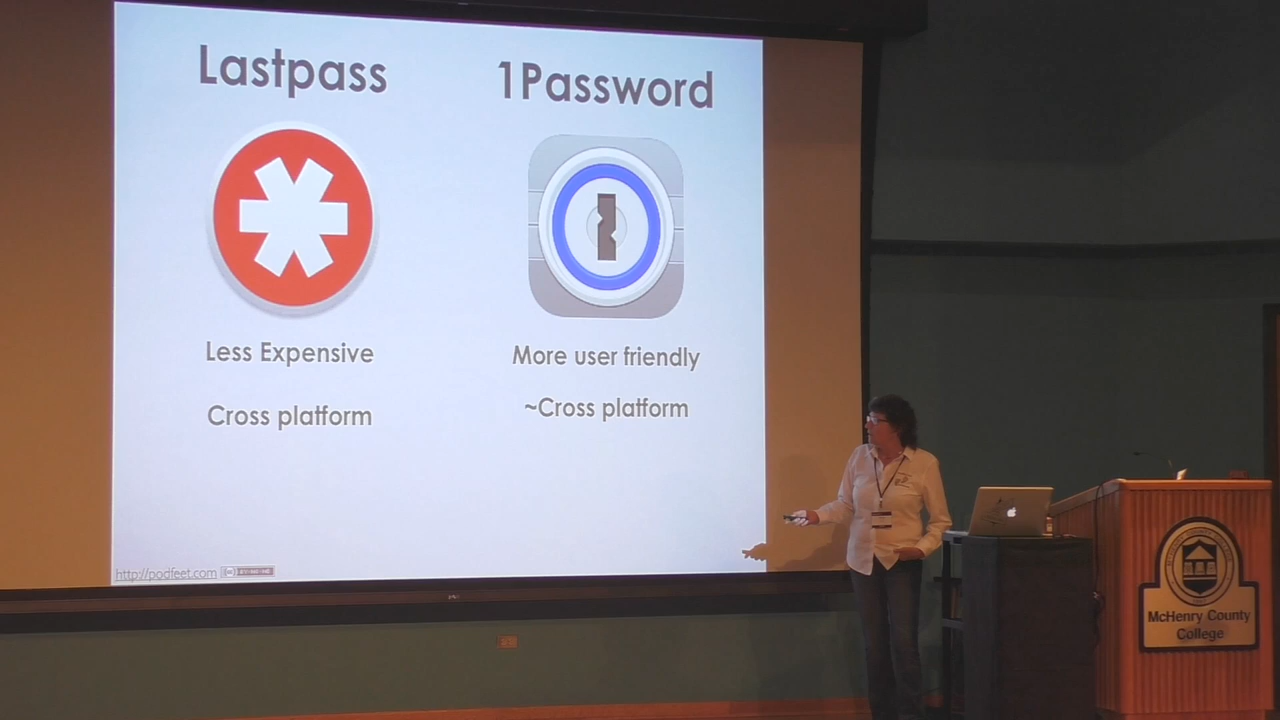 Lastpass
1Password
Less Expensive
More user friendly
Cross platform
~Cross platform
http://podfeet.com
McHenry County
College